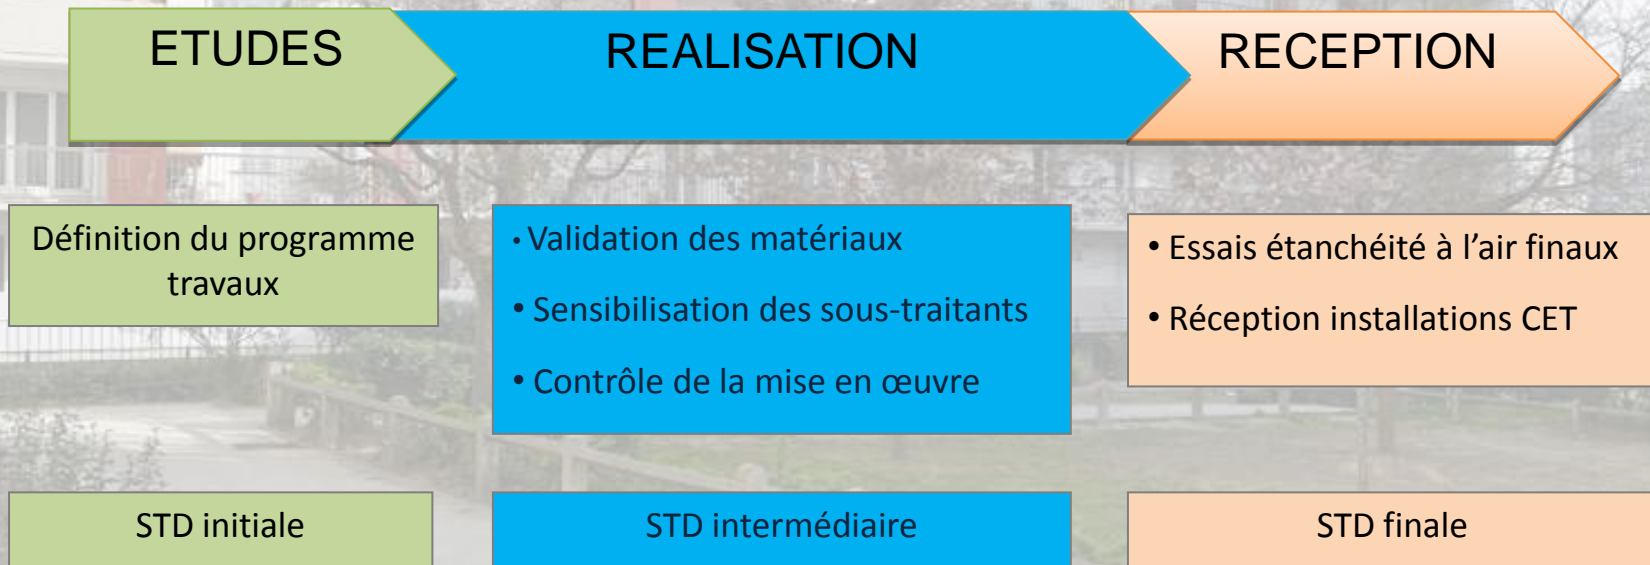 ETUDES
REALISATION
RECEPTION
Définition du programme
travaux
• Validation des matériaux
• Sensibilisation des sous-traitants
• Contrôle de la mise en œuvre
• Essais étanchéité à l'air finaux
• Réception installations CET
STD initiale
STD intermédiaire
STD finale